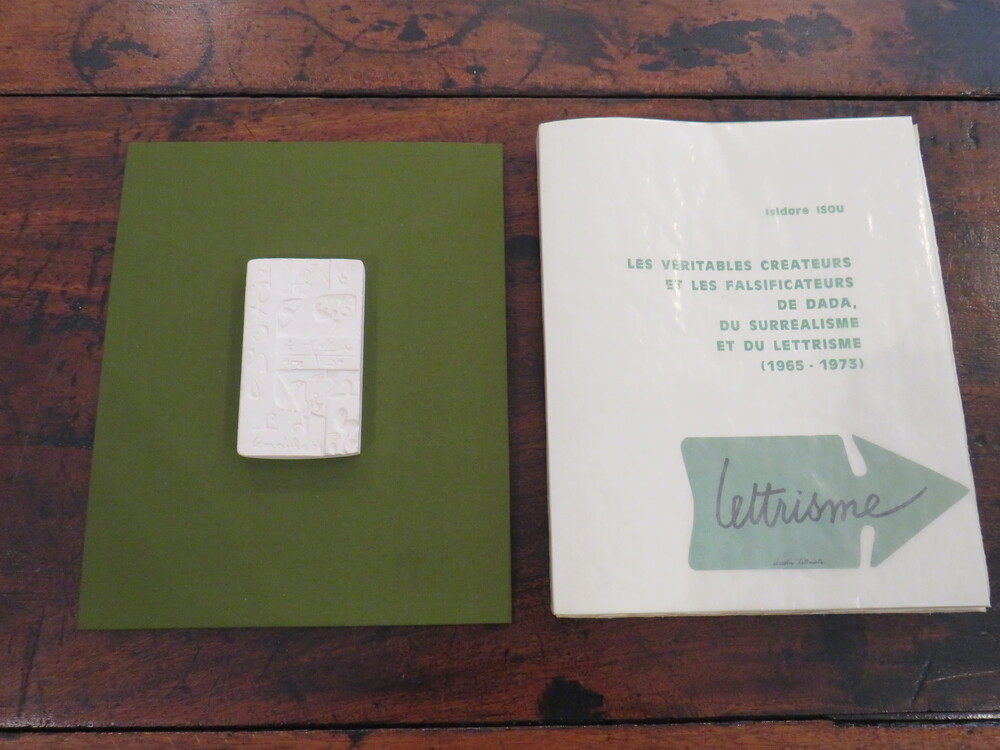 Isidore ISOU
LES VÉRITABLES CRÉATEURS
ET LES FALSIFICATEURS
DE DADA,
DU SURRÉALISME
ET DU LETTRISME
(1965 - 1973)
lettrisme